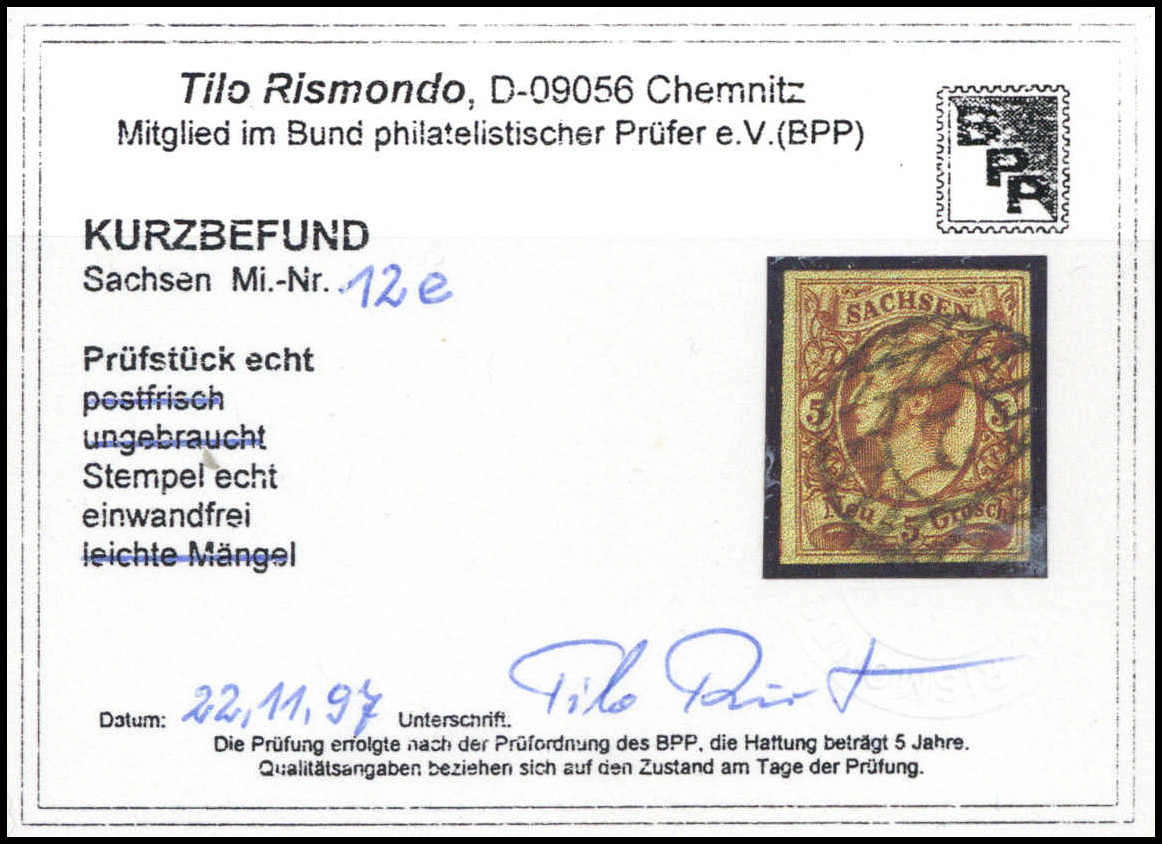 Tilo Rismondo, D-09056 Chemnitz
Mitglied im Bund philatelistischer Prüfer e.V.(BPP)
BPP
KURZBEFUND
Sachsen Mi.-Nr. 12e
SACHSEN
Prüfstück echt
postfrisch
5 5
ungebraucht
Stempel echt
einwandfrei
Neu 5 Grosch
leichte Mängel
Datum: 22,11,97 Unterschrift.
Die Prüfung erfolgte nach der Prüfordnung des BPP, die Haftung beträgt 5 Jahre.
Qualitätsangaben beziehen sich auf den Zustand am Tage der Prüfung.